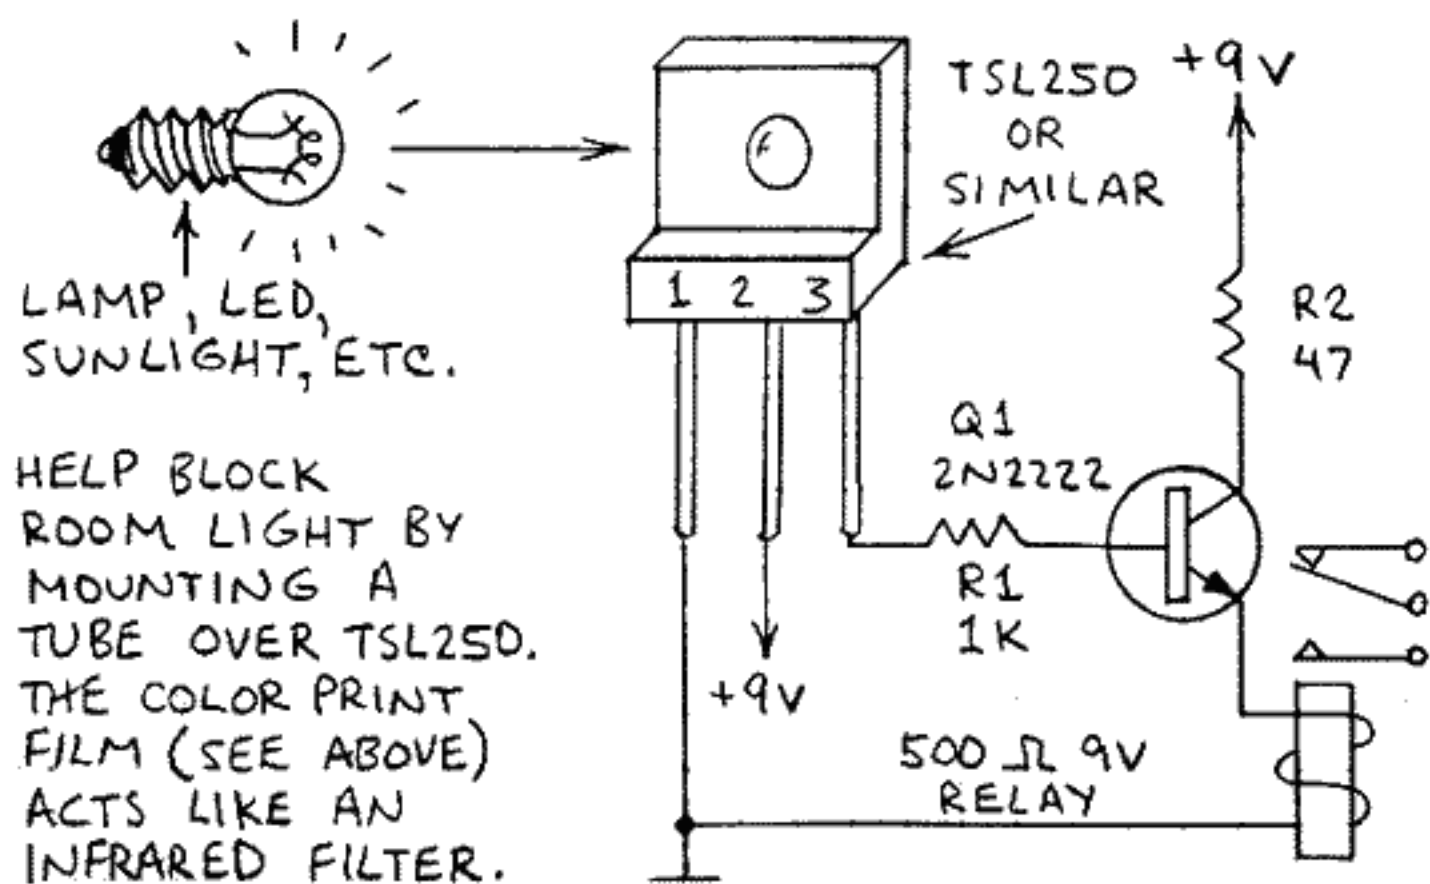 TSL250
OR
SIMILAR
+9V
LAMP, LED,
SUNLIGHT, ETC.
1 2 3
R2
47
Q1
2N2222
R1
1K
HELP BLOCK
ROOM LIGHT BY
MOUNTING A
TUBE OVER TSL250.
THE COLOR PRINT
FILM (SEE ABOVE)
ACTS LIKE AN
INFRARED FILTER.
+9V
500 Ω 9V
RELAY